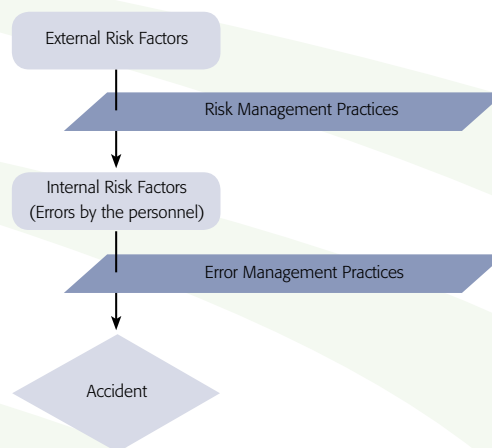 External Risk Factors
Risk Management Practices
Internal Risk Factors
(Errors by the personnel)
Error Management Practices
Accident